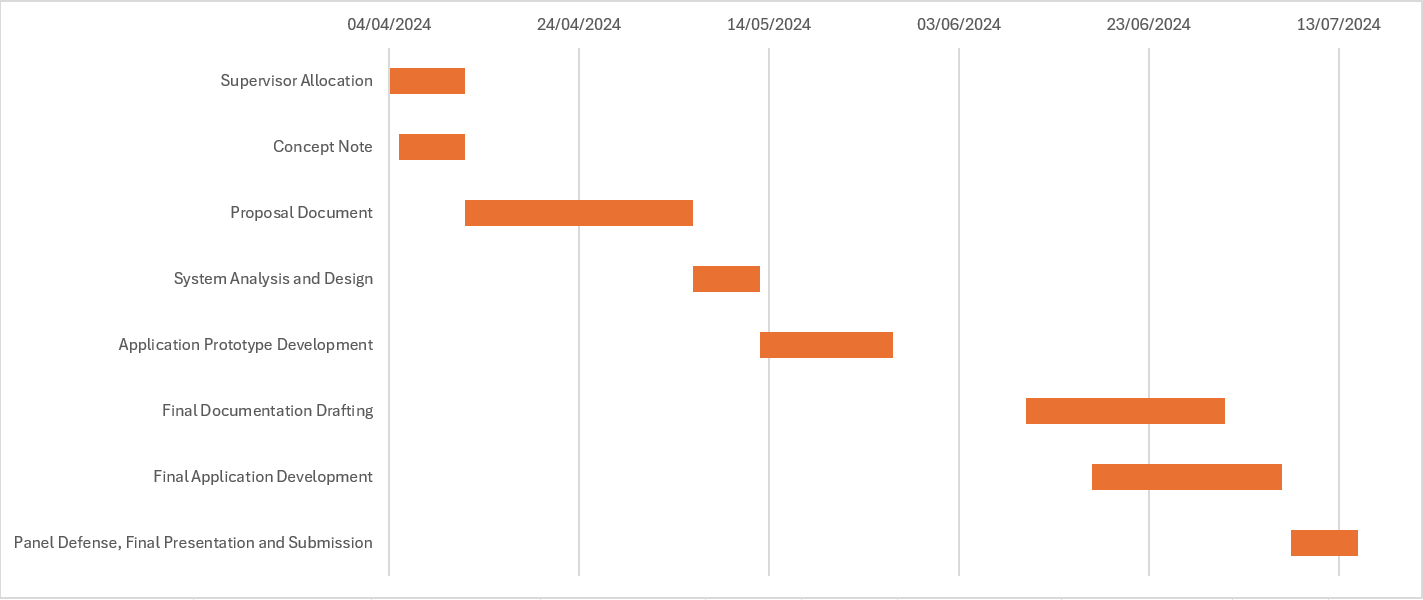 04/04/2024 24/04/2024 14/05/2024 03/06/2024 23/06/2024 13/07/2024
Supervisor Allocation
Concept Note
Proposal Document
System Analysis and Design
Application Prototype Development
Final Documentation Drafting
Final Application Development
Panel Defense, Final Presentation and Submission